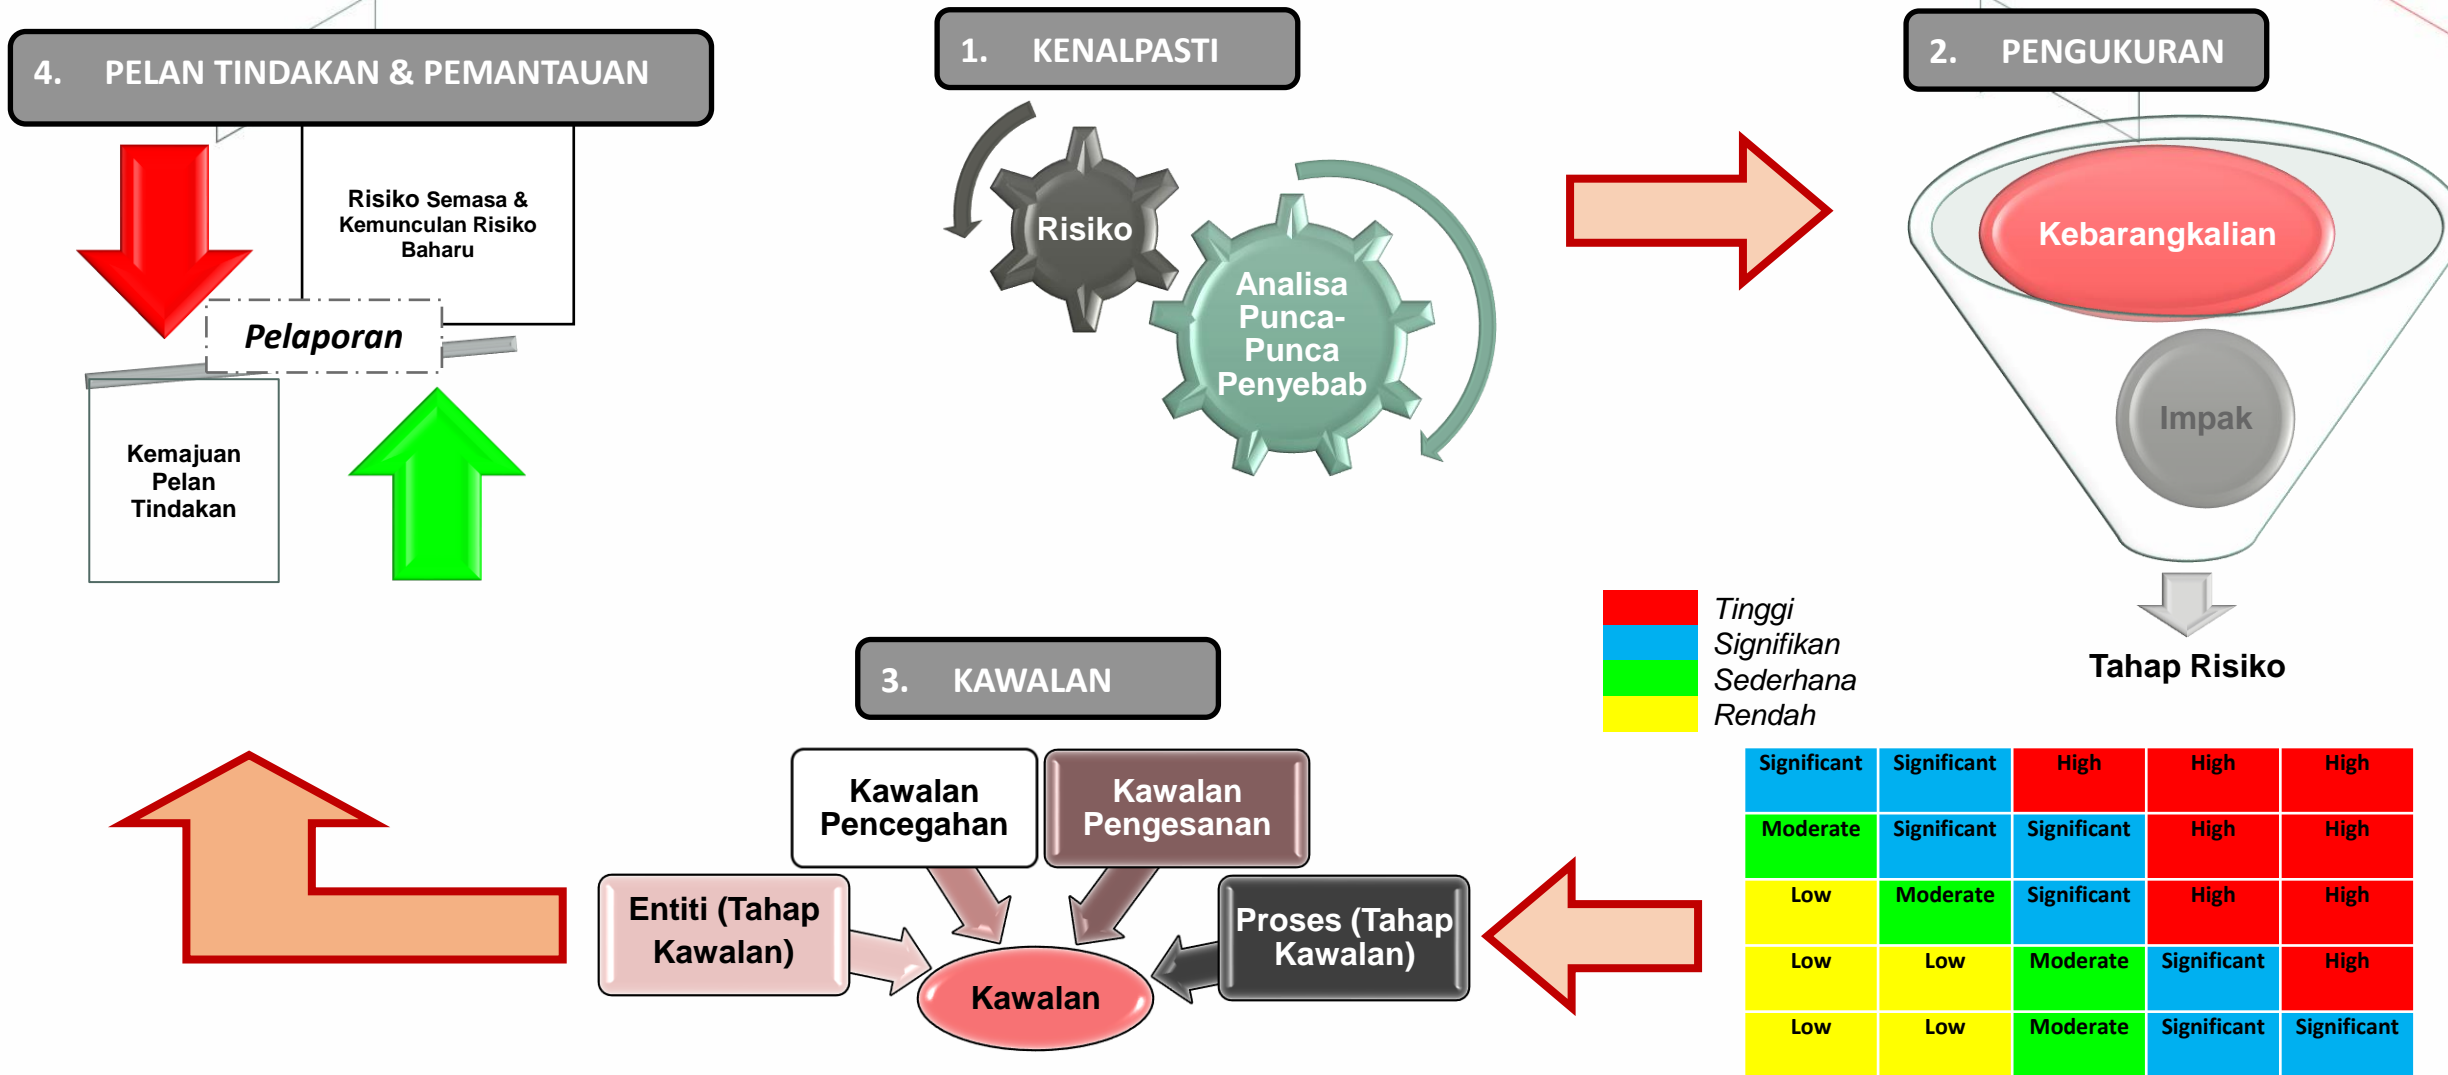 4. PELAN TINDAKAN & PEMANTAUAN
Risiko Semasa &
Kemunculan Risiko
Baharu
Pelaporan
Kemajuan
Pelan
Tindakan
1. KENALPASTI
Risiko
Analisa
Punca-
Punca
Penyebab
2. PENGUKURAN
Kebarangkalian
Impak
Tahap Risiko
Tinggi
Signifikan
Sederhana
Rendah
Significant Significant High High High
Moderate Significant Significant High High
Low Moderate Significant High High
Low Low Moderate Significant High
Low Low Moderate Significant Significant
3. KAWALAN
Kawalan
Pencegahan
Kawalan
Pengesanan
Entiti (Tahap
Kawalan)
Proses (Tahap
Kawalan)
Kawalan